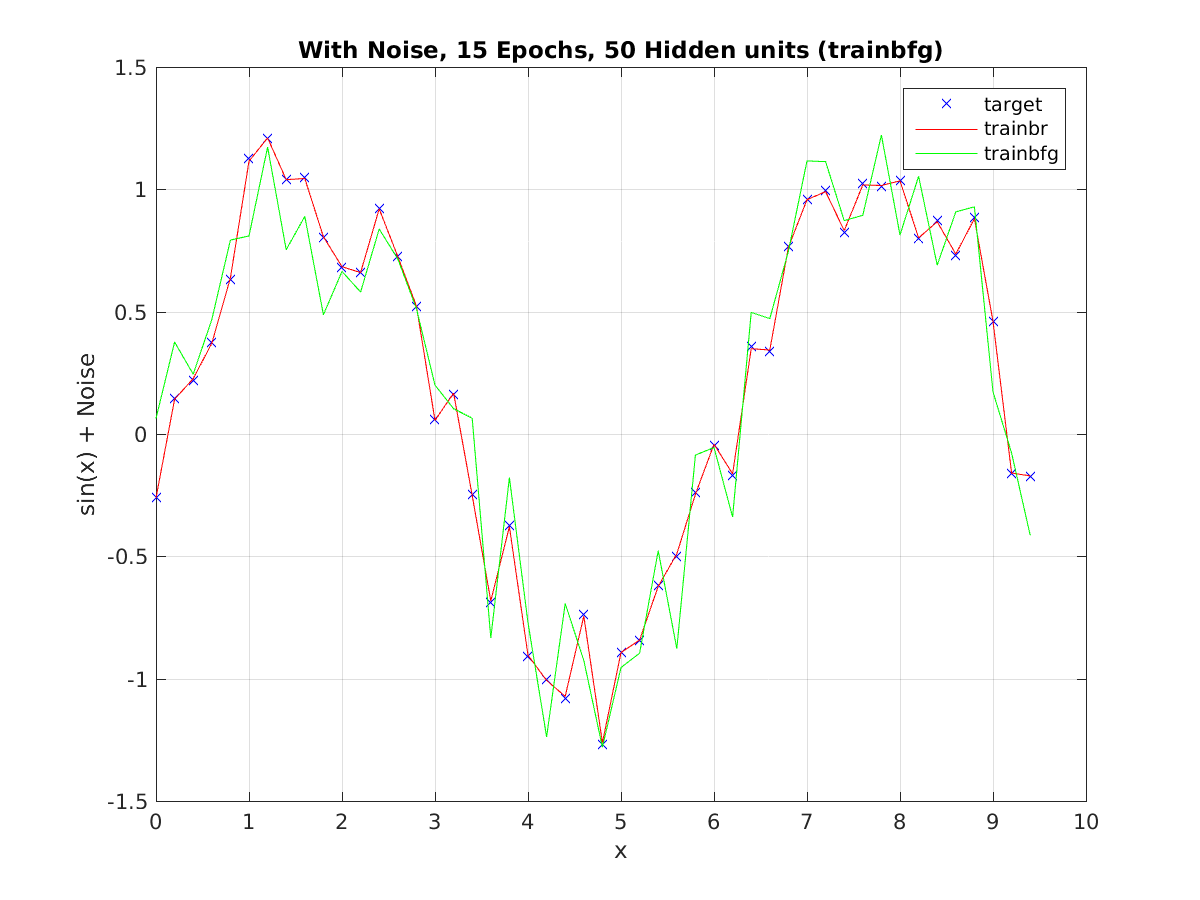 With Noise, 15 Epochs, 50 Hidden units (trainbfg)
1.5
1
0.5
0
-0.5
-1
-1.5
sin(x) + Noise
target
trainbr
trainbfg
0 1 2 3 4 5 6 7 8 9 10
x